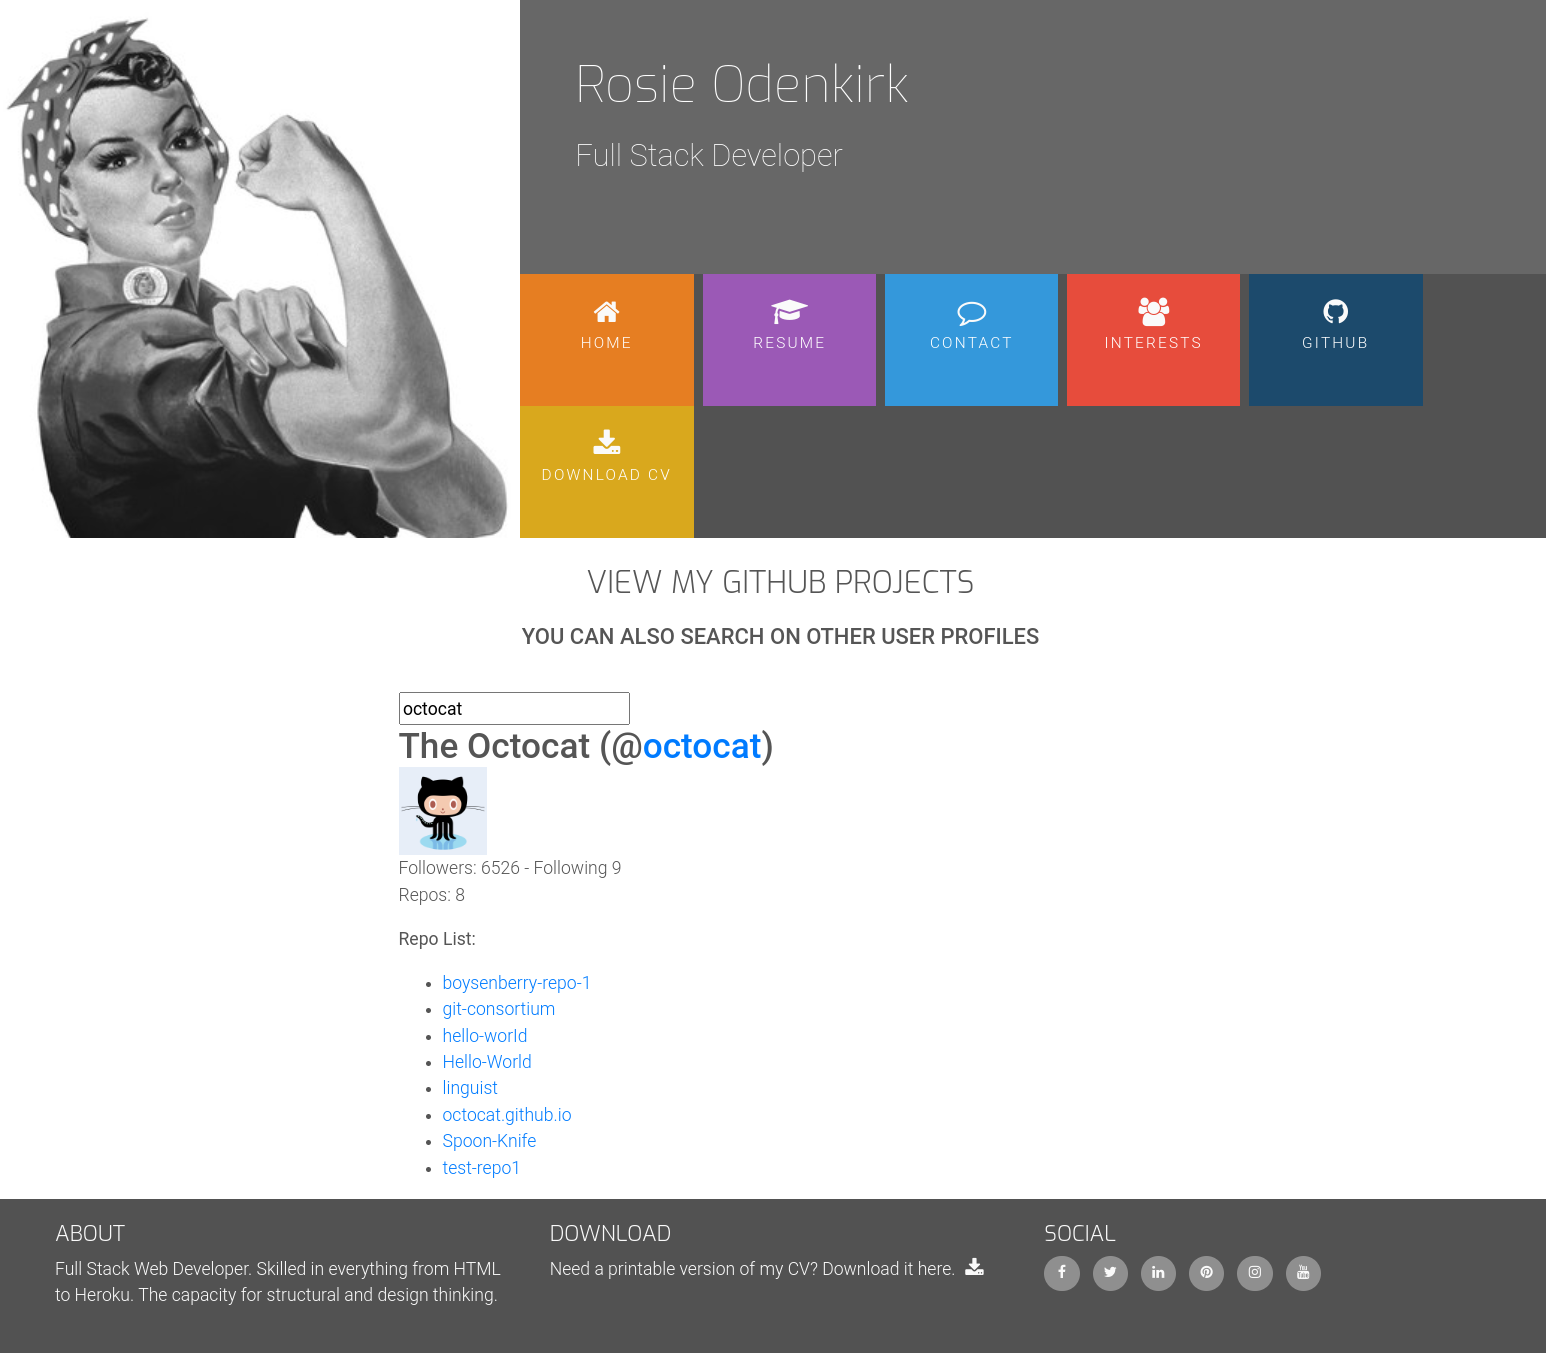 Rosie Odenkirk
Full Stack Developer
HOME
RESUME
CONTACT
INTERESTS
GITHUB
DOWNLOAD CV
VIEW MY GITHUB PROJECTS
YOU CAN ALSO SEARCH ON OTHER USER PROFILES
octocat
The Octocat (@octocat)
Followers: 6526 - Following 9
Repos: 8
Repo List:
boysenberry-repo-1
git-consortium
hello-worId
Hello-World
linguist
octocat.github.io
Spoon-Knife
test-repo1
ABOUT
Full Stack Web Developer. Skilled in everything from HTML
to Heroku. The capacity for structural and design thinking.
DOWNLOAD
Need a printable version of my CV? Download it here.
SOCIAL